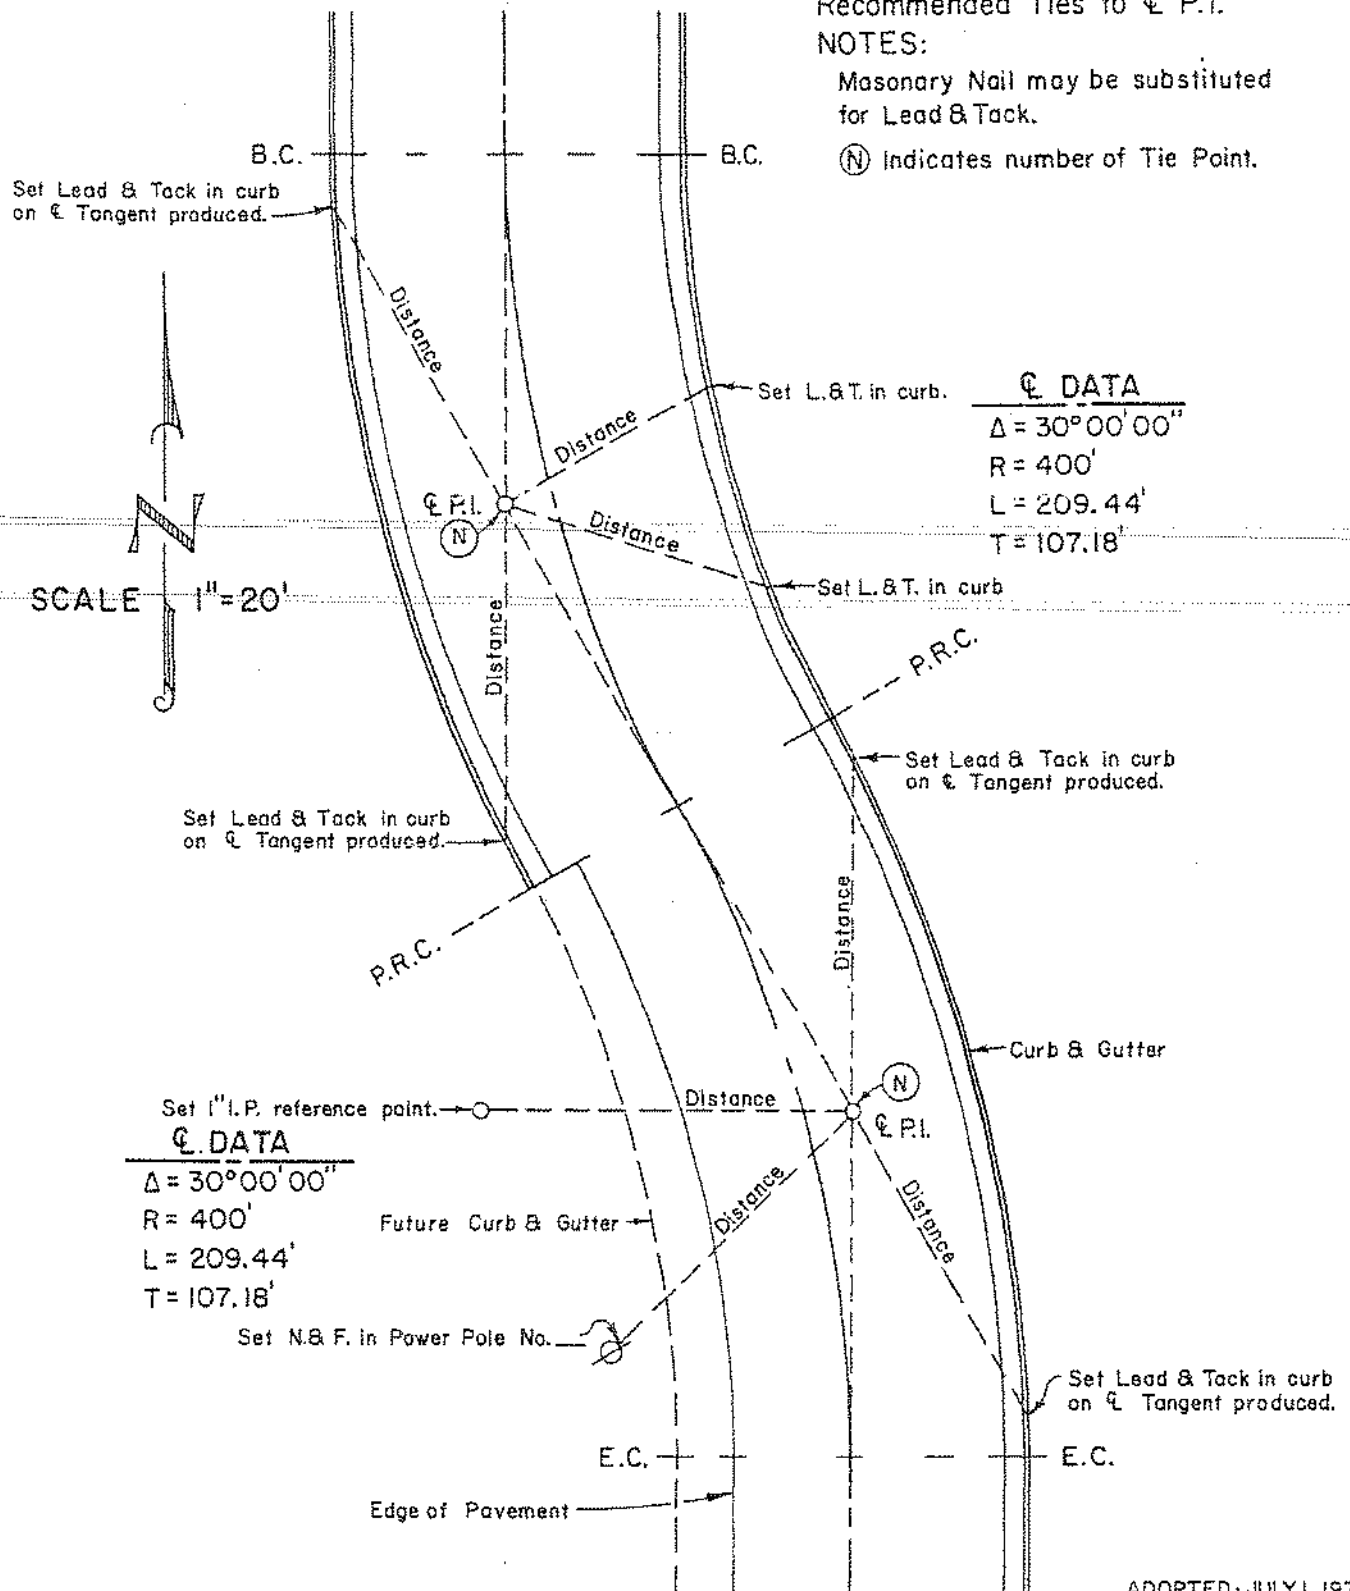 Recommended Ties to ℄ P.I.
NOTES:
Masonary Nail may be substituted
for Lead & Tack.
Ⓝ Indicates number of Tie Point.
B.C.
B.C.
Set Lead & Tack in curb
on ℄ Tangent produced.
Distance
Set L.&T. in curb.
Distance
℄ DATA
Δ = 30°00'00"
R = 400'
L = 209.44'
T = 107.18'
℄ P.I.
N
Distance
Set L.&T. in curb
N
SCALE 1"=20'
Distance
P.R.C.
Set Lead & Tack in curb
on ℄ Tangent produced.
Set Lead & Tack in curb
on ℄ Tangent produced.
Distance
P.R.C.
Curb & Gutter
N
Set 1" I.P. reference point.
Distance
℄ P.I.
℄ DATA
Δ = 30°00'00"
R = 400'
L = 209.44'
T = 107.18'
Distance
Distance
Future Curb & Gutter
Set N.& F. in Power Pole No.
Set Lead & Tack in curb
on ℄ Tangent produced.
E.C.
E.C.
Edge of Pavement
ADOPTED: JULY 1,